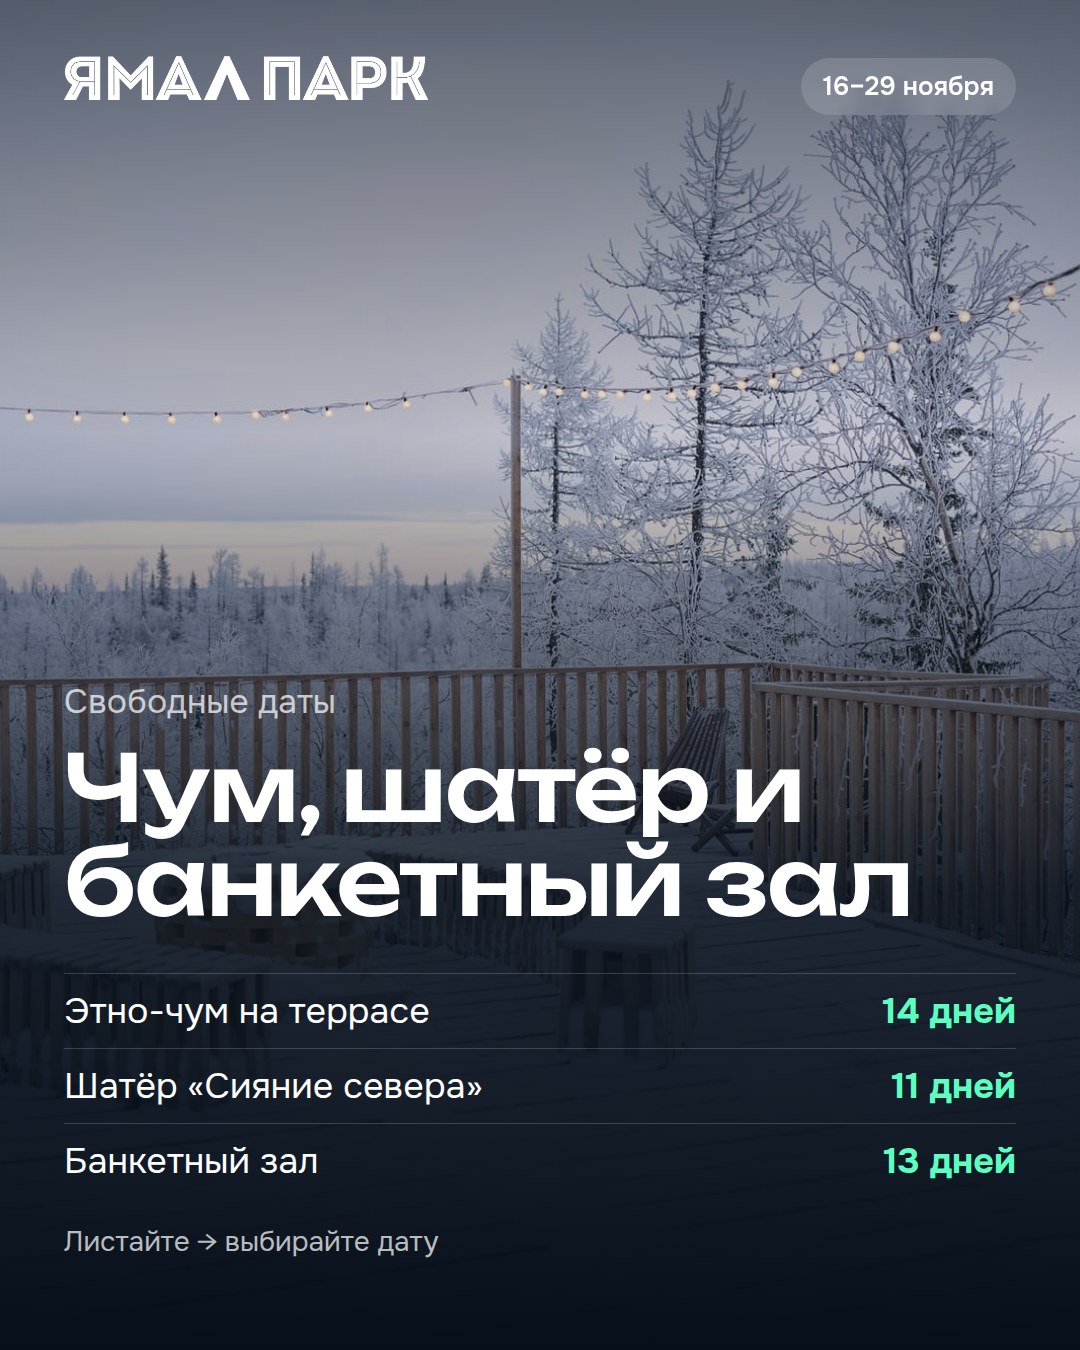 ЯМАЛ ПАРК
16–29 ноября
Свободные даты
Чум, шатёр и
банкетный зал
Этно-чум на террасе
14 дней
Шатёр «Сияние севера»
11 дней
Банкетный зал
13 дней
Листайте → выбирайте дату